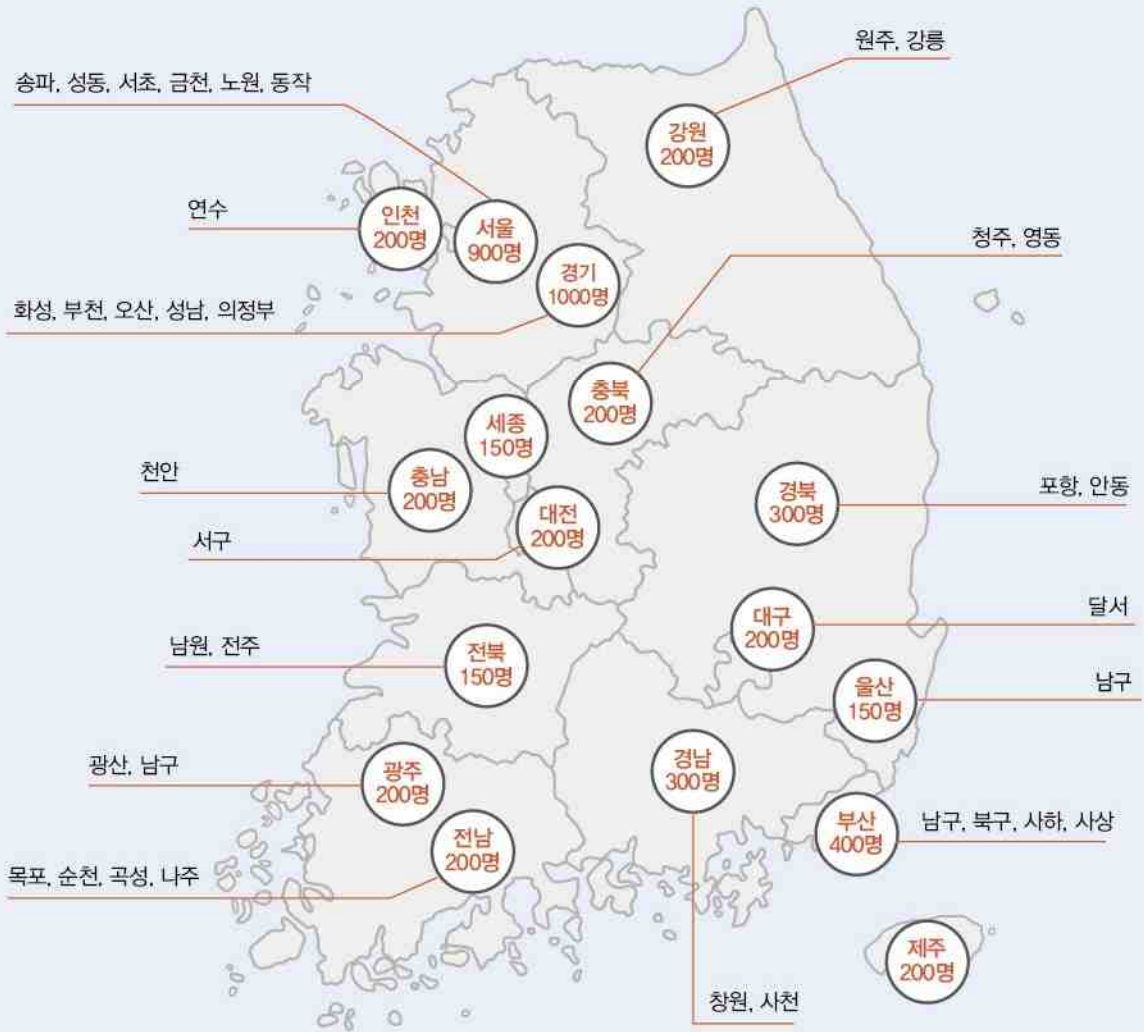 원주, 강릉
송파, 성동, 서초, 금천, 노원, 동작
강원
200명
연수
인천
200명
서울
900명
청주, 영동
경기
1000명
화성, 부천, 오산, 성남, 의정부
충북
200명
세종
150명
천안
충남
200명
경북
300명
포항, 안동
대전
200명
서구
대구
200명
달서
남원, 전주
전북
150명
울산
150명
남구
광산, 남구
광주
200명
경남
300명
부산
400명
남구, 북구, 사하, 사상
전남
200명
목포, 순천, 곡성, 나주
제주
200명
창원, 사천